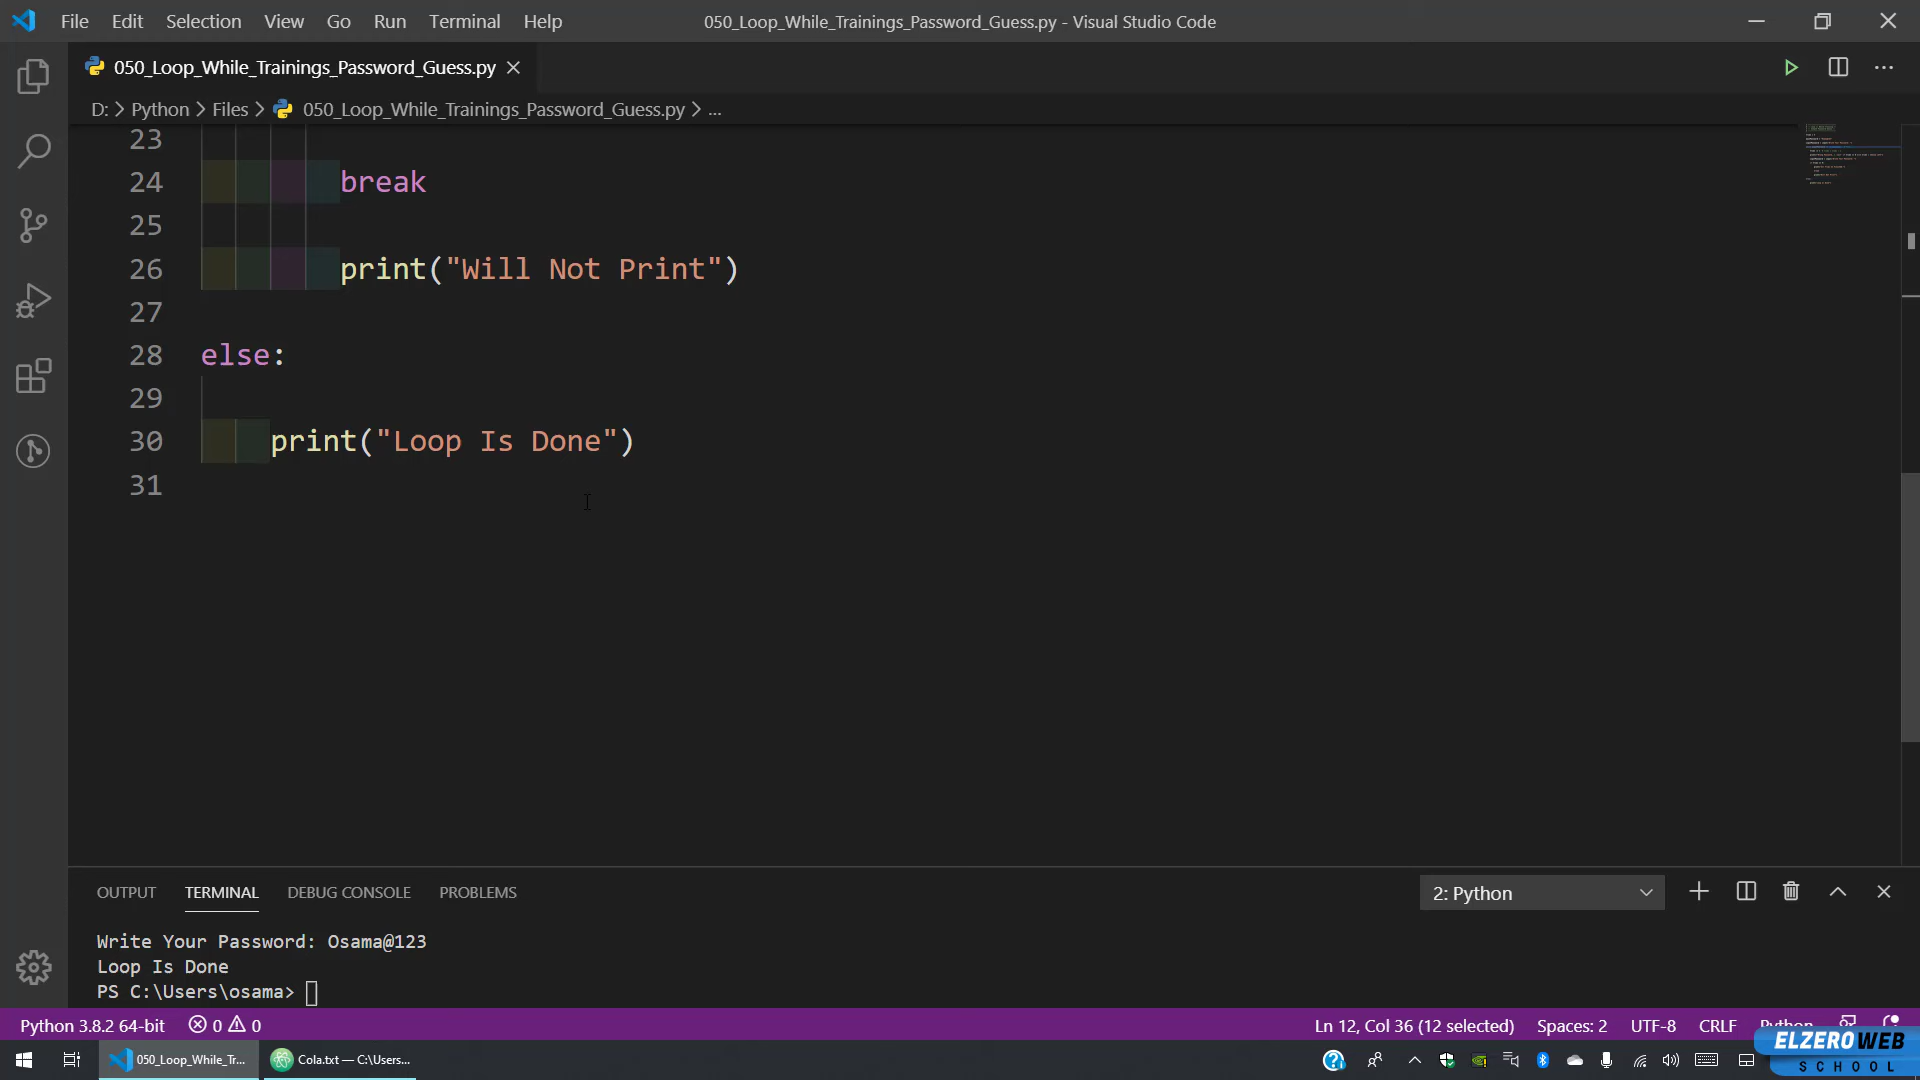 File Edit Selection View Go Run Terminal Help 050_Loop_While_Trainings_Password_Guess.py - Visual Studio Code
050_Loop_While_Trainings_Password_Guess.py
D: > Python > Files > 050_Loop_While_Trainings_Password_Guess.py > ...
23
24 break
25
26 print("Will Not Print")
27
28 else:
29
30 print("Loop Is Done")
31
OUTPUT TERMINAL DEBUG CONSOLE PROBLEMS 2: Python
Write Your Password: Osama@123
Loop Is Done
PS C:\Users\osama>
Python 3.8.2 64-bit 0 0 Ln 12, Col 36 (12 selected) Spaces: 2 UTF-8 CRLF Python
050_Loop_While_Tr... Cola.txt — C:\Users...
ELZEROWEB
SCHOOL